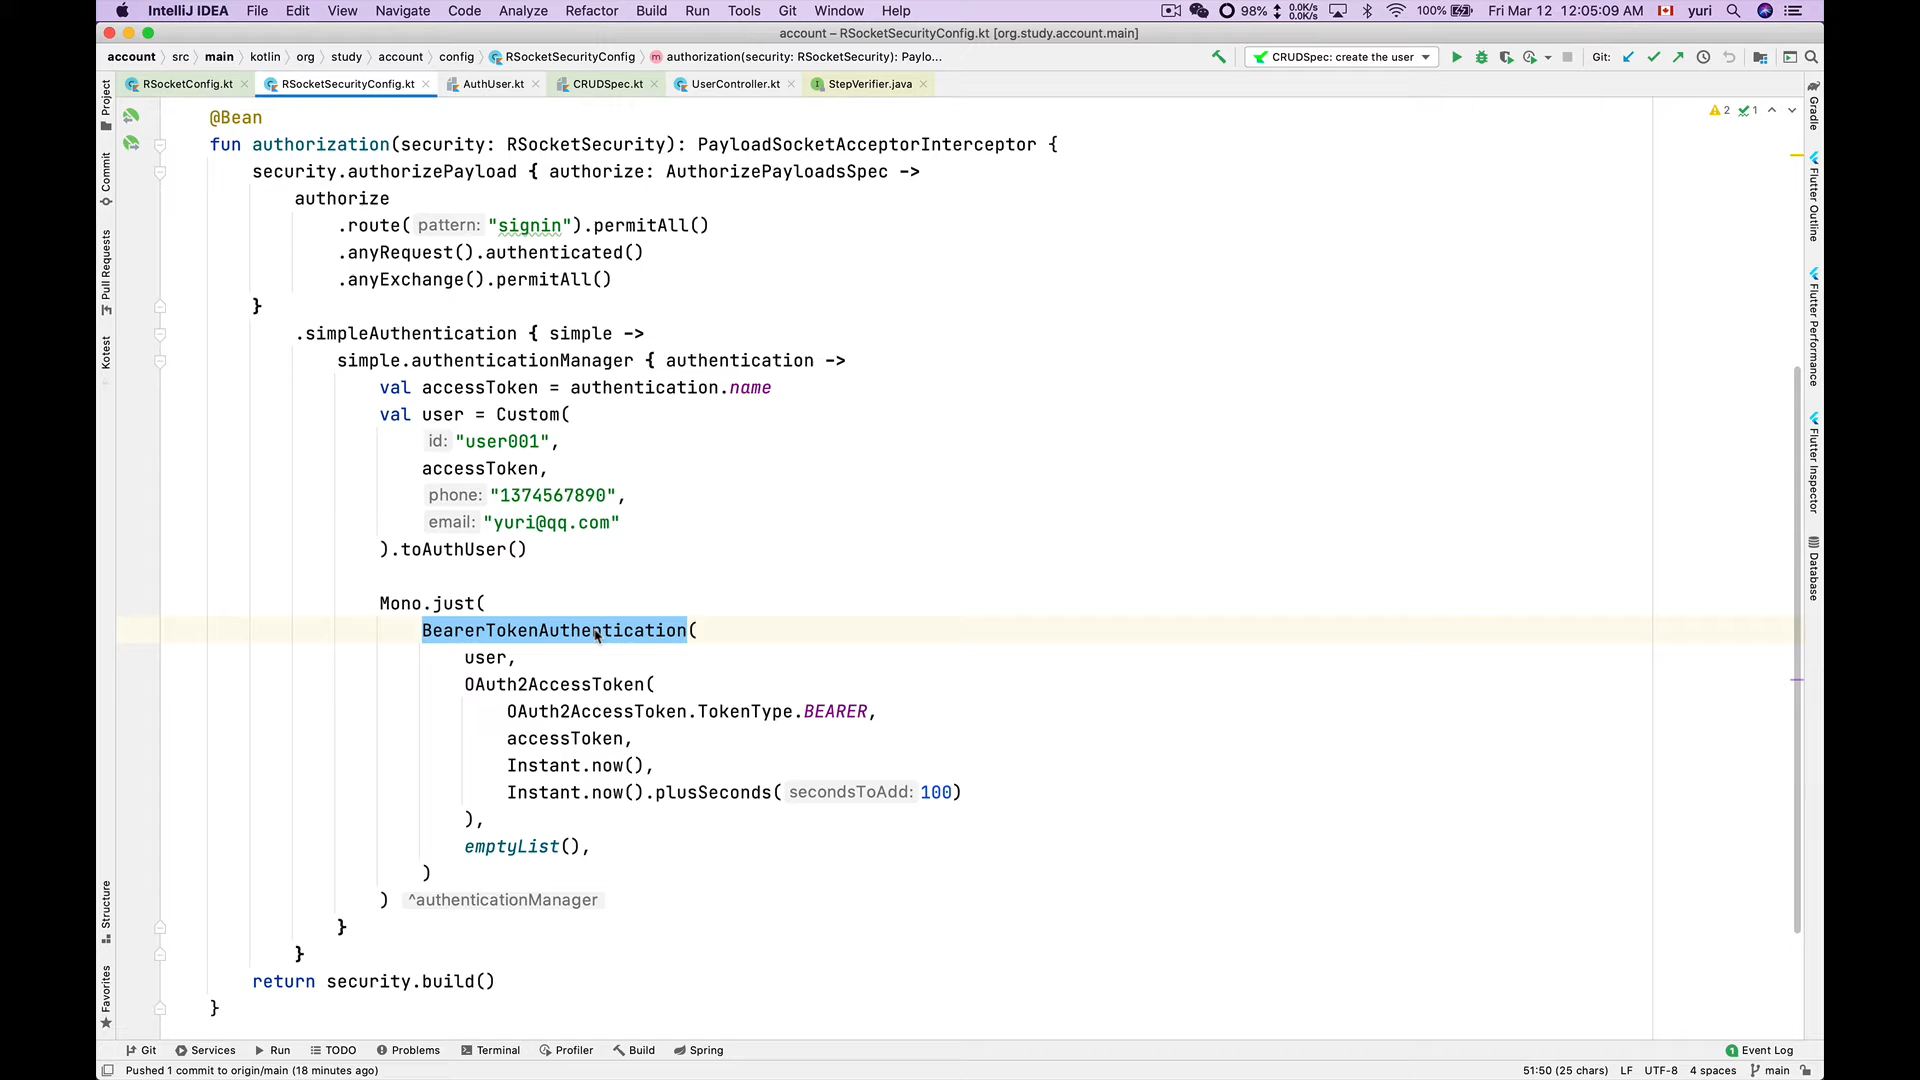 IntelliJ IDEA File Edit View Navigate Code Analyze Refactor Build Run Tools Git Window Help 98% 0.0K/s 0.0K/s 100% Fri Mar 12 12:05:09 AM yuri
account – RSocketSecurityConfig.kt [org.study.account.main]
account src main kotlin org study account config RSocketSecurityConfig authorization(security: RSocketSecurity): Paylo... CRUDSpec: create the user Git:
RSocketConfig.kt RSocketSecurityConfig.kt AuthUser.kt CRUDSpec.kt UserController.kt StepVerifier.java
2 1
@Bean
fun authorization(security: RSocketSecurity): PayloadSocketAcceptorInterceptor {
security.authorizePayload { authorize: AuthorizePayloadsSpec ->
authorize
.route( pattern: "signin").permitAll()
.anyRequest().authenticated()
.anyExchange().permitAll()
}
.simpleAuthentication { simple ->
simple.authenticationManager { authentication ->
val accessToken = authentication.name
val user = Custom(
id: "user001",
accessToken,
phone: "1374567890",
email: "yuri@qq.com"
).toAuthUser()
Mono.just(
BearerTokenAuthentication(
user,
OAuth2AccessToken(
OAuth2AccessToken.TokenType.BEARER,
accessToken,
Instant.now(),
Instant.now().plusSeconds( secondsToAdd: 100)
),
emptyList(),
)
) ^authenticationManager
}
}
return security.build()
}
Project
Commit
Pull Requests
Kotest
Structure
Favorites
Gradle
Flutter Outline
Flutter Performance
Flutter Inspector
Database
Git Services Run TODO Problems Terminal Profiler Build Spring 1 Event Log
Pushed 1 commit to origin/main (18 minutes ago) 51:50 (25 chars) LF UTF-8 4 spaces main